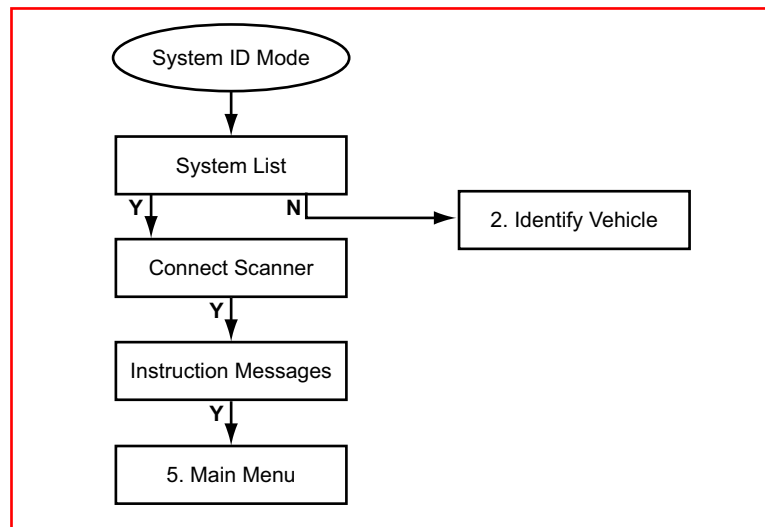 System ID Mode
System List
Y
N
2. Identify Vehicle
Connect Scanner
Y
Instruction Messages
Y
5. Main Menu